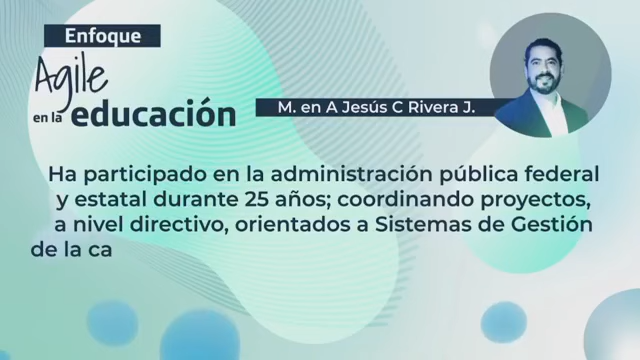 Enfoque
Agile
en la educación
M. en A Jesús C Rivera J.
Ha participado en la administración pública federal
y estatal durante 25 años; coordinando proyectos,
a nivel directivo, orientados a Sistemas de Gestión
de la ca